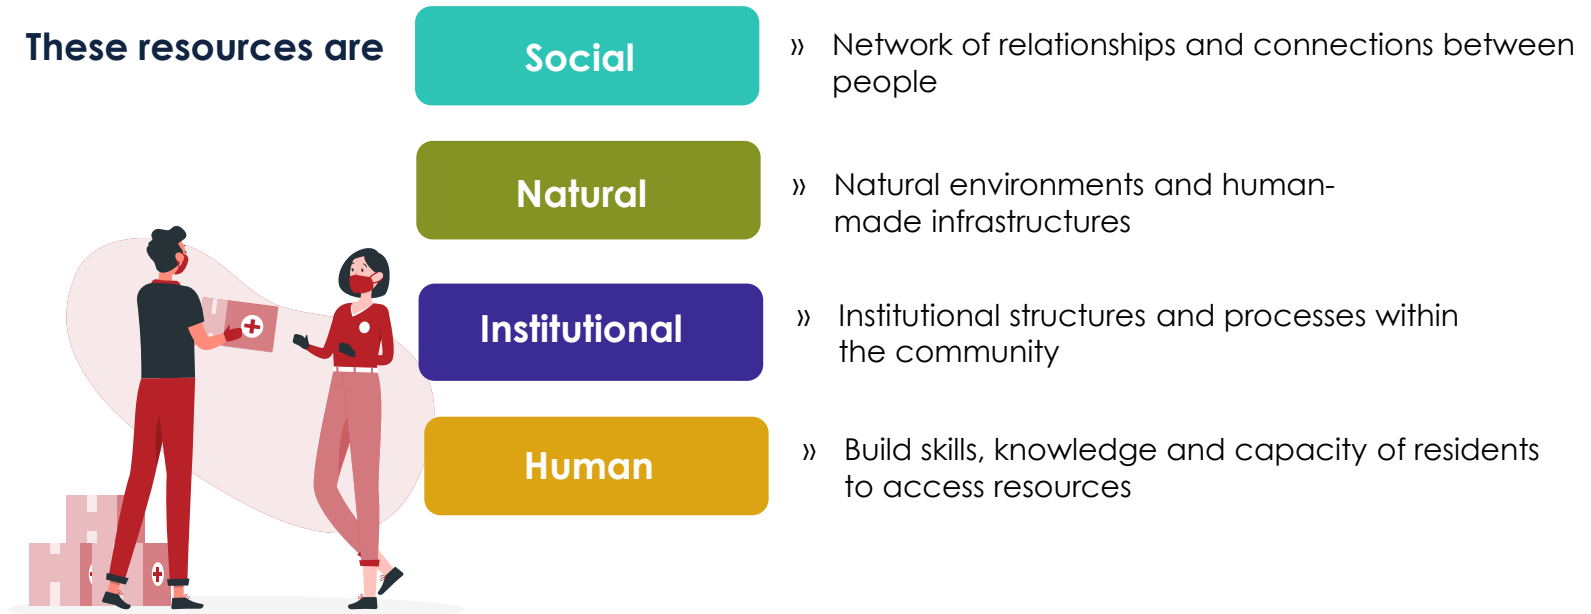 These resources are
Social
» Network of relationships and connections between
people
Natural
» Natural environments and human-
made infrastructures
Institutional
» Institutional structures and processes within
the community
Human
» Build skills, knowledge and capacity of residents
to access resources